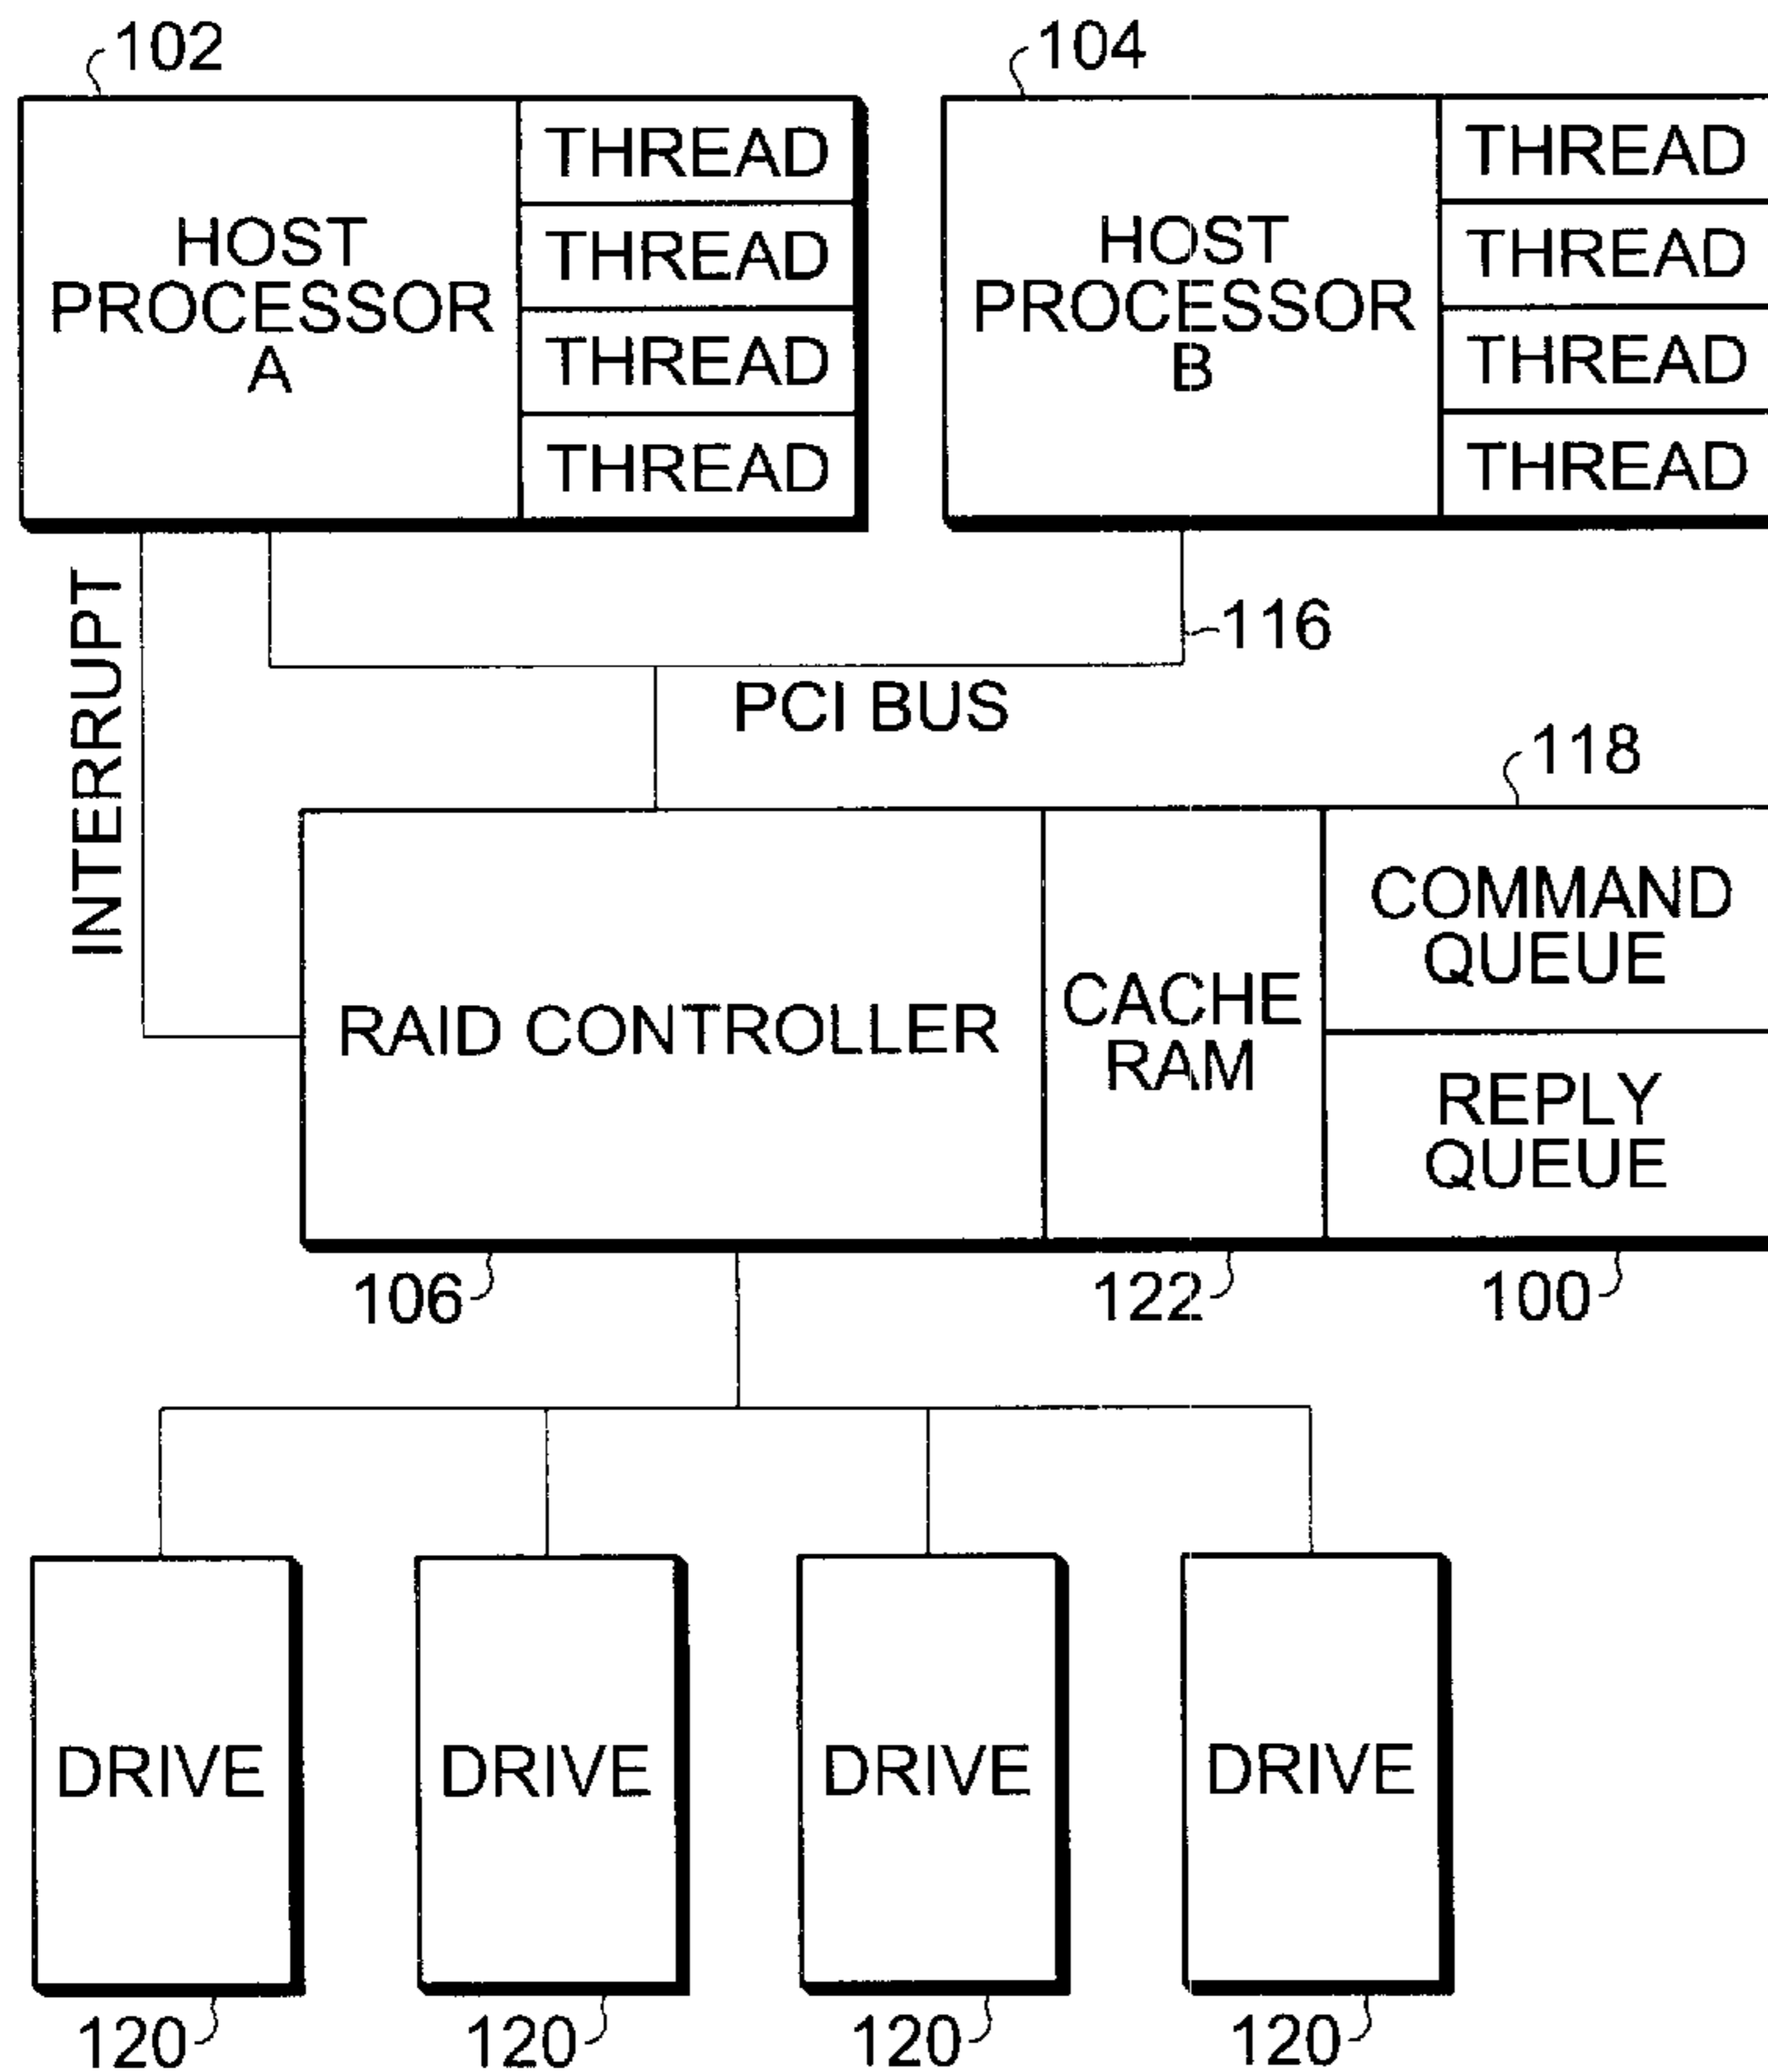 102
104
HOST
PROCESSOR
A
THREAD
THREAD
THREAD
THREAD
HOST
PROCESSOR
B
THREAD
THREAD
THREAD
THREAD
INTERRUPT
116
PCI BUS
118
RAID CONTROLLER
CACHE
RAM
COMMAND
QUEUE
REPLY
QUEUE
106
122
100
DRIVE
DRIVE
DRIVE
DRIVE
120
120
120
120